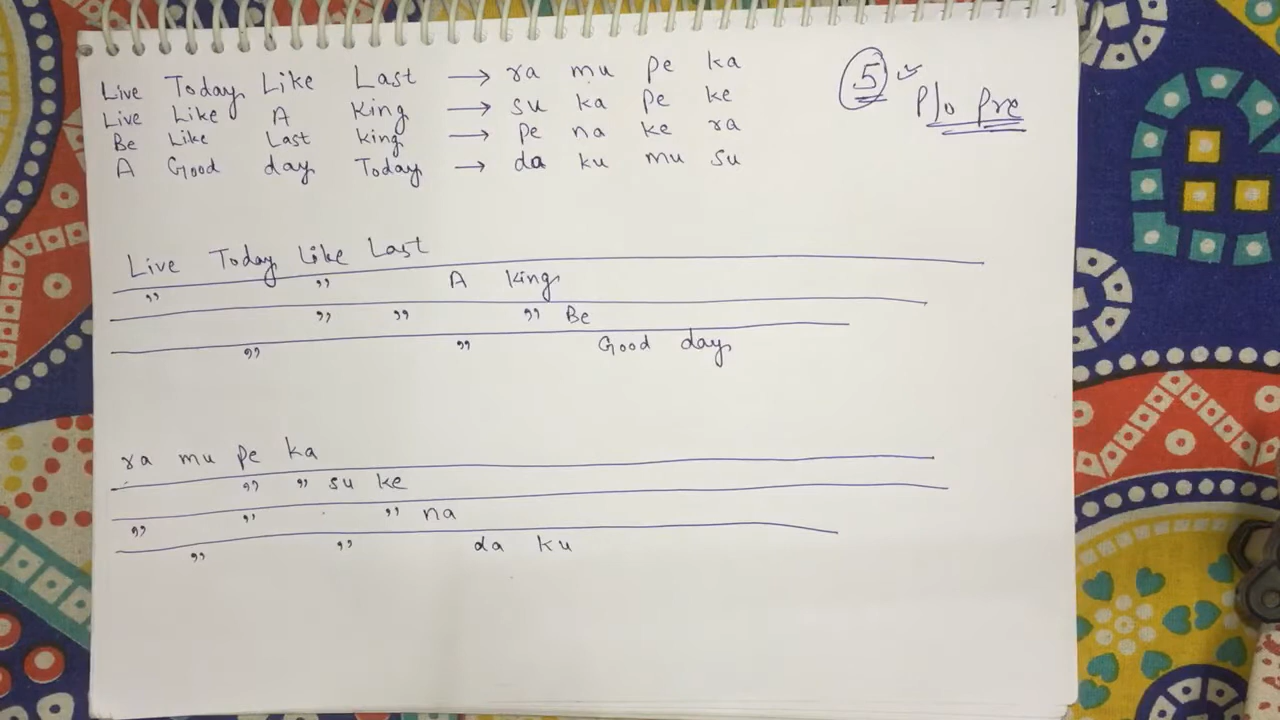 Live Today Like Last → ra mu pe ka
Live Like A King → su ka pe ke
Be Like Last king → pe na ke ra
A Good day Today → da ku mu su
5
P/o Pre
Live Today Like Last
" " A King
" " " Be
" " Good day
ra mu pe ka
" " su ke
" " " na
" " da ku